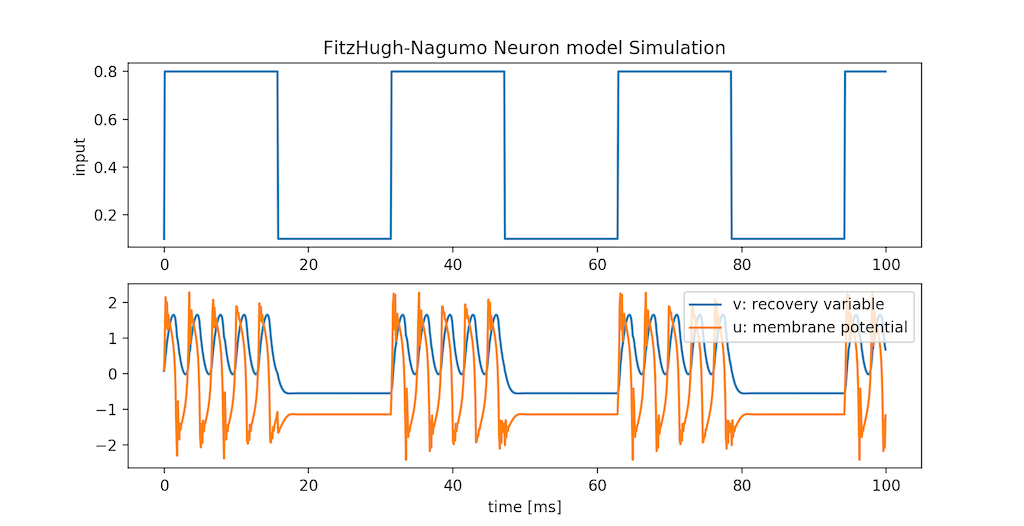 FitzHugh-Nagumo Neuron model Simulation
0.8
0.6
0.4
0.2
input
0 20 40 60 80 100
2
1
0
−1
−2
v: recovery variable
u: membrane potential
0 20 40 60 80 100
time [ms]